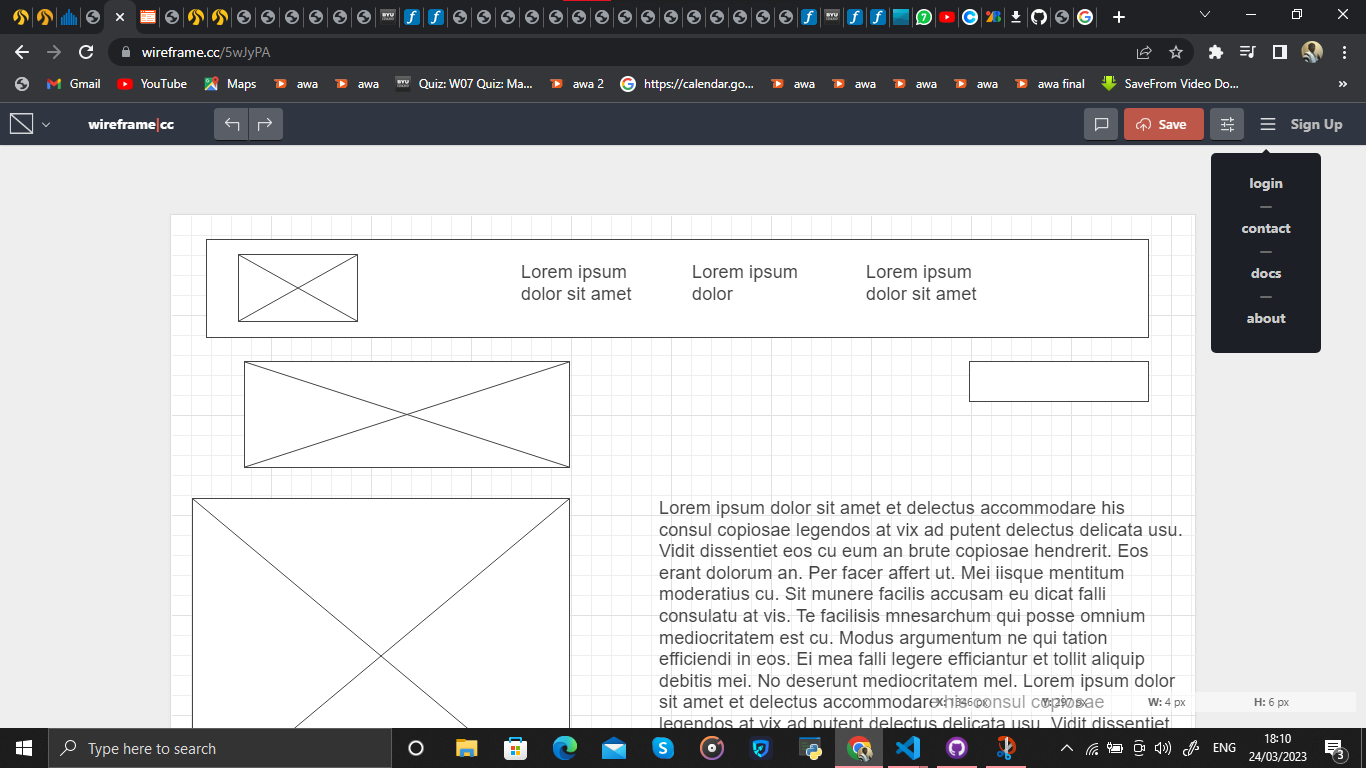 wireframe.cc/5wJyPA
Gmail
YouTube
Maps
awa
awa
Quiz: W07 Quiz: Ma...
awa 2
https://calendar.go...
awa
awa
awa
awa
awa final
SaveFrom Video Do...
wireframe|cc
Save
Sign Up
login
contact
docs
about
Lorem ipsum
dolor sit amet
Lorem ipsum
dolor
Lorem ipsum
dolor sit amet
Lorem ipsum dolor sit amet et delectus accommodare his
consul copiosae legendos at vix ad putent delectus delicata usu.
Vidit dissentiet eos cu eum an brute copiosae hendrerit. Eos
erant dolorum an. Per facer affert ut. Mei iisque mentitum
moderatius cu. Sit munere facilis accusam eu dicat falli
consulatu at vis. Te facilisis mnesarchum qui posse omnium
mediocritatem est cu. Modus argumentum ne qui tation
efficiendi in eos. Ei mea falli legere efficiantur et tollit aliquip
debitis mei. No deserunt mediocritatem mel. Lorem ipsum dolor
sit amet et delectus accommodare his consul copiosae
legendos at vix ad putent delectus delicata usu. Vidit dissentiet
W: 4 px
H: 6 px
Type here to search
ENG
18:10
24/03/2023
3